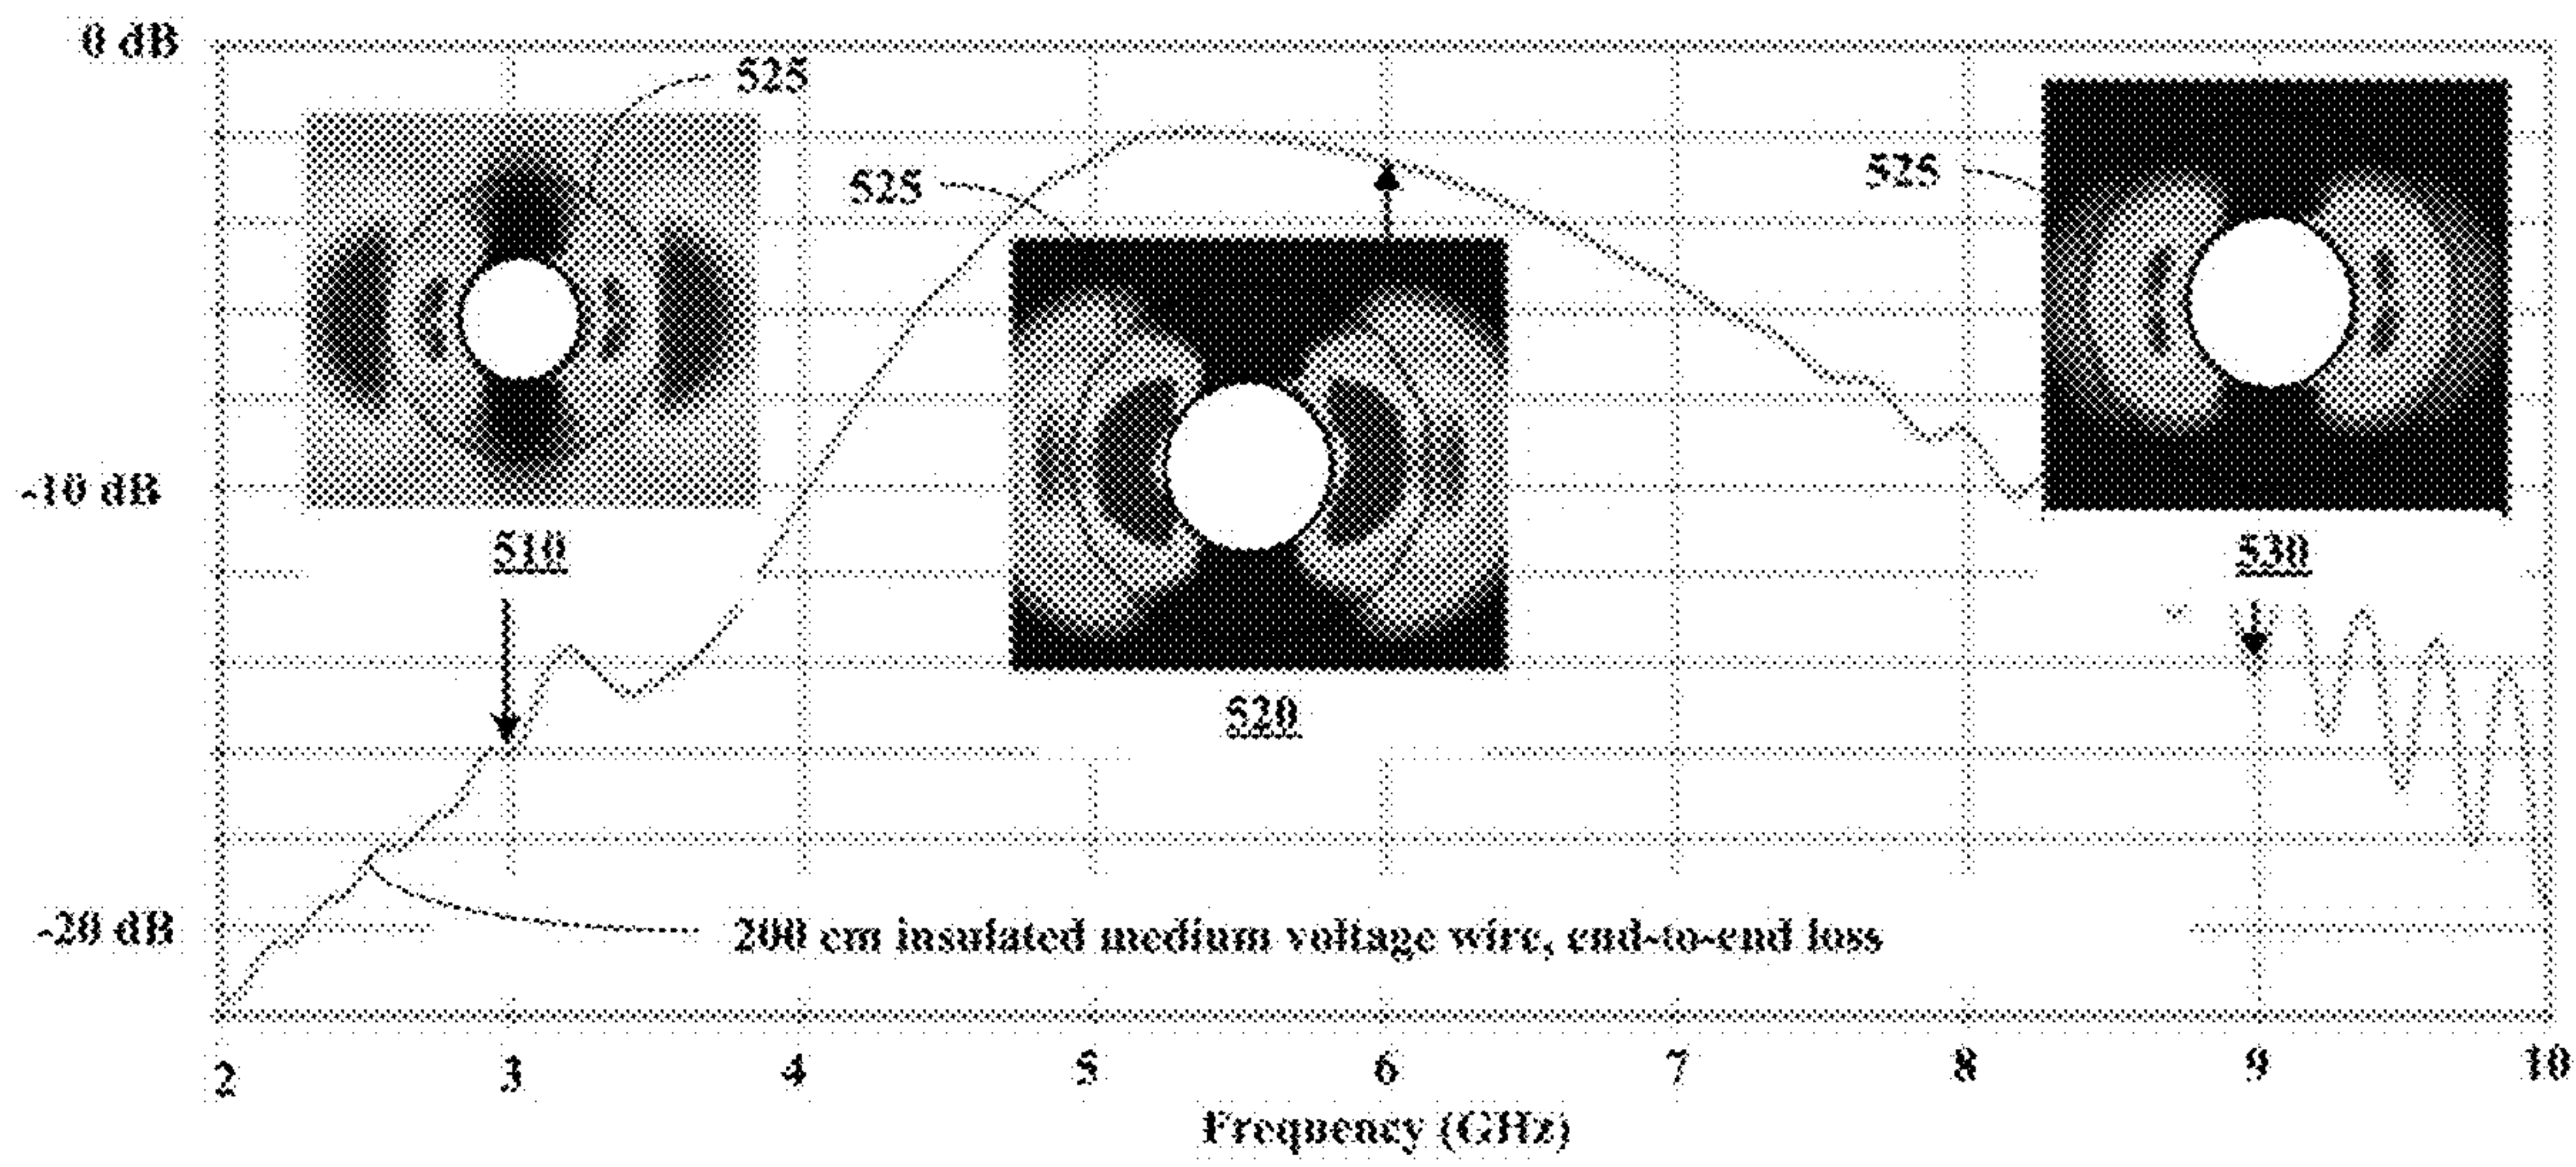 0 dB
525
525
525
-10 dB
510
530
520
-20 dB
200 cm insulated medium voltage wire, end-to-end loss
2 3 4 5 6 7 8 9 10
Frequency (GHz)